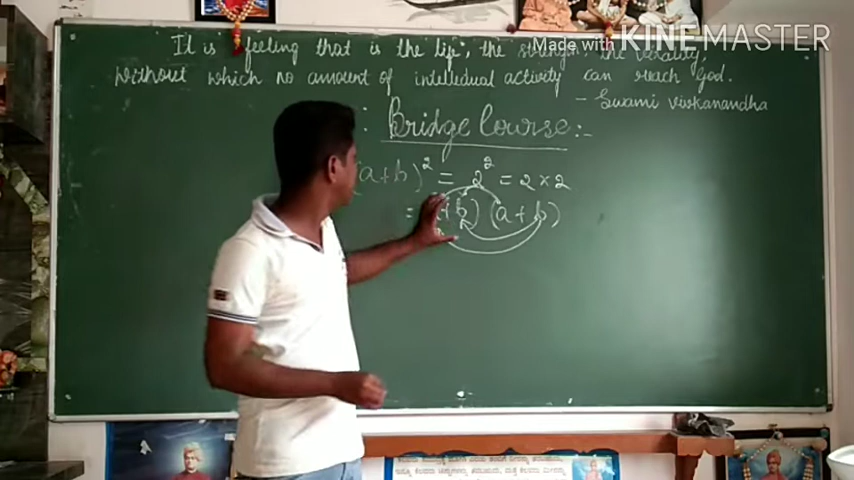 Made with KINEMASTER
It is feeling that is the life, the strength, the vitality,
without which no amount of intellectual activity can reach God.
- Swami vivekanandha
: Bridge Course :-
(a+b)² = 2² = 2×2
= + b) (a + b)